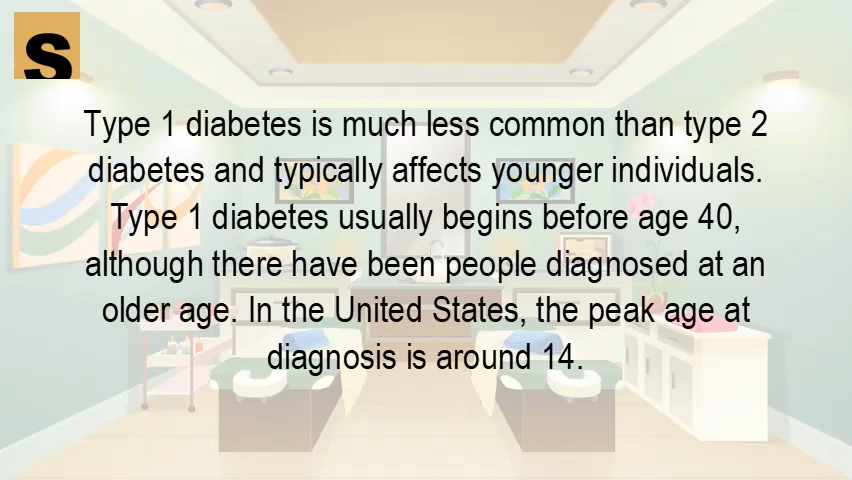 S
Type 1 diabetes is much less common than type 2
diabetes and typically affects younger individuals.
Type 1 diabetes usually begins before age 40,
although there have been people diagnosed at an
older age. In the United States, the peak age at
diagnosis is around 14.